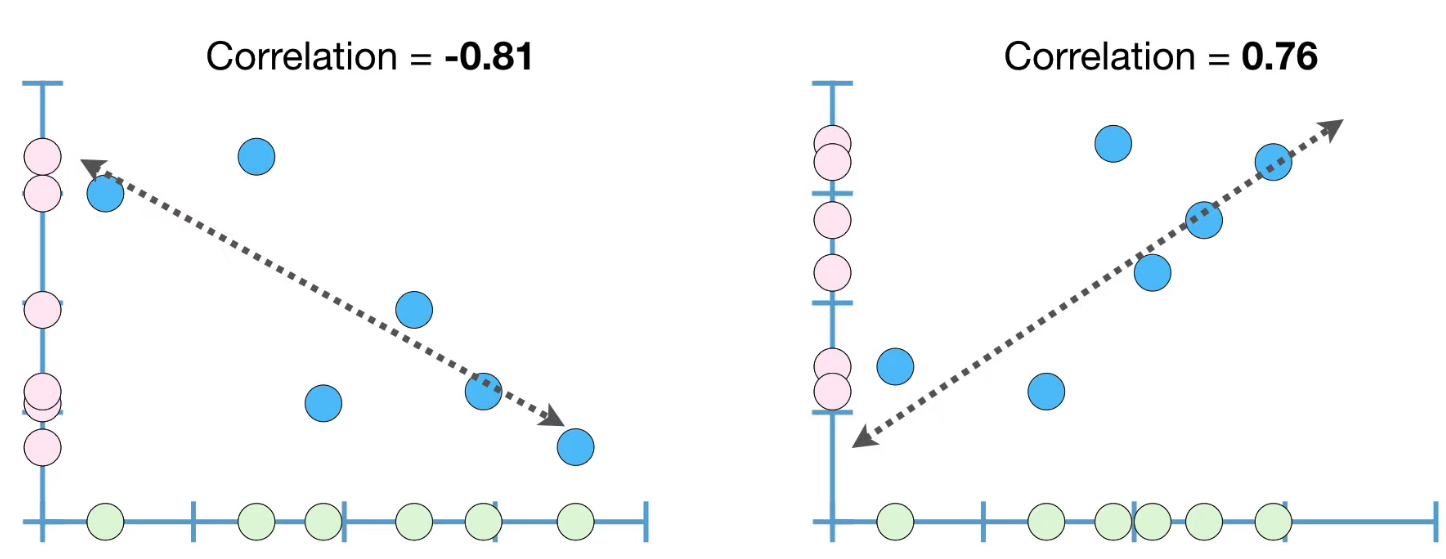 Correlation = -0.81
Correlation = 0.76